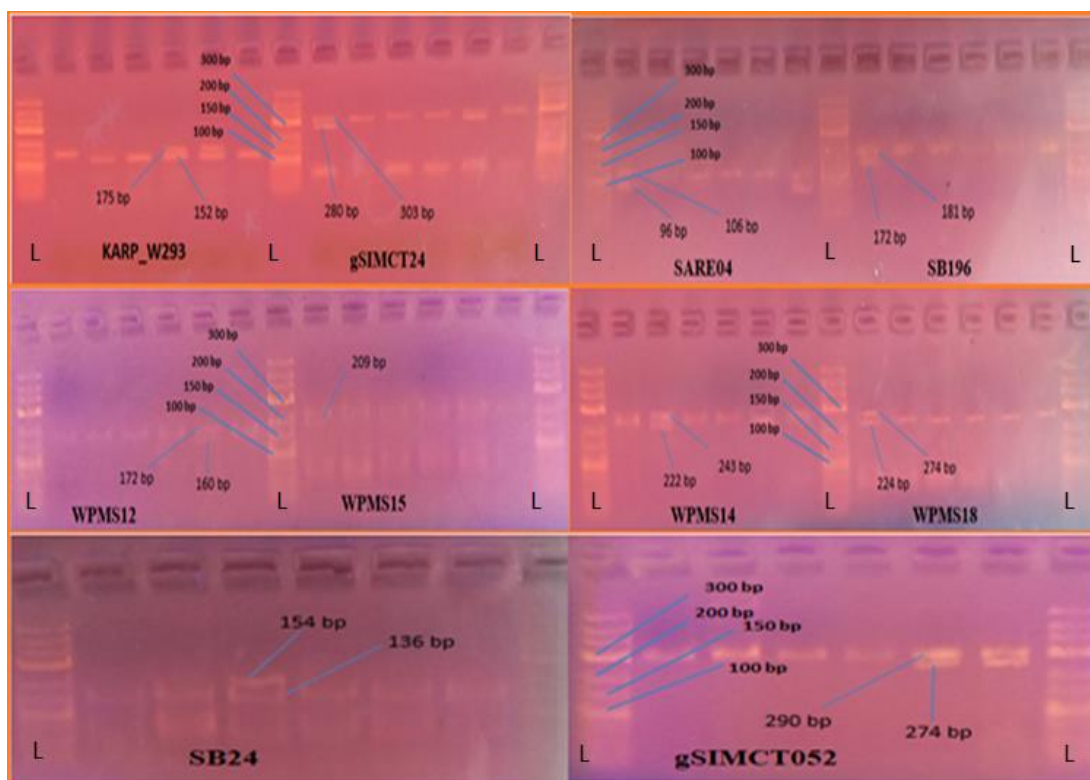 300 bp
200 bp
150 bp
100 bp
175 bp
152 bp
280 bp
303 bp
L
KARP_W293
L
gSIMCT24
L
300 bp
200 bp
150 bp
100 bp
96 bp
106 bp
172 bp
181 bp
L
SARE04
L
SB196
L
300 bp
200 bp
150 bp
100 bp
209 bp
172 bp
160 bp
L
WPMS12
L
WPMS15
L
300 bp
200 bp
150 bp
100 bp
222 bp
243 bp
224 bp
274 bp
L
WPMS14
L
WPMS18
L
154 bp
136 bp
L
SB24
300 bp
200 bp
150 bp
100 bp
290 bp
274 bp
L
gSIMCT052
L